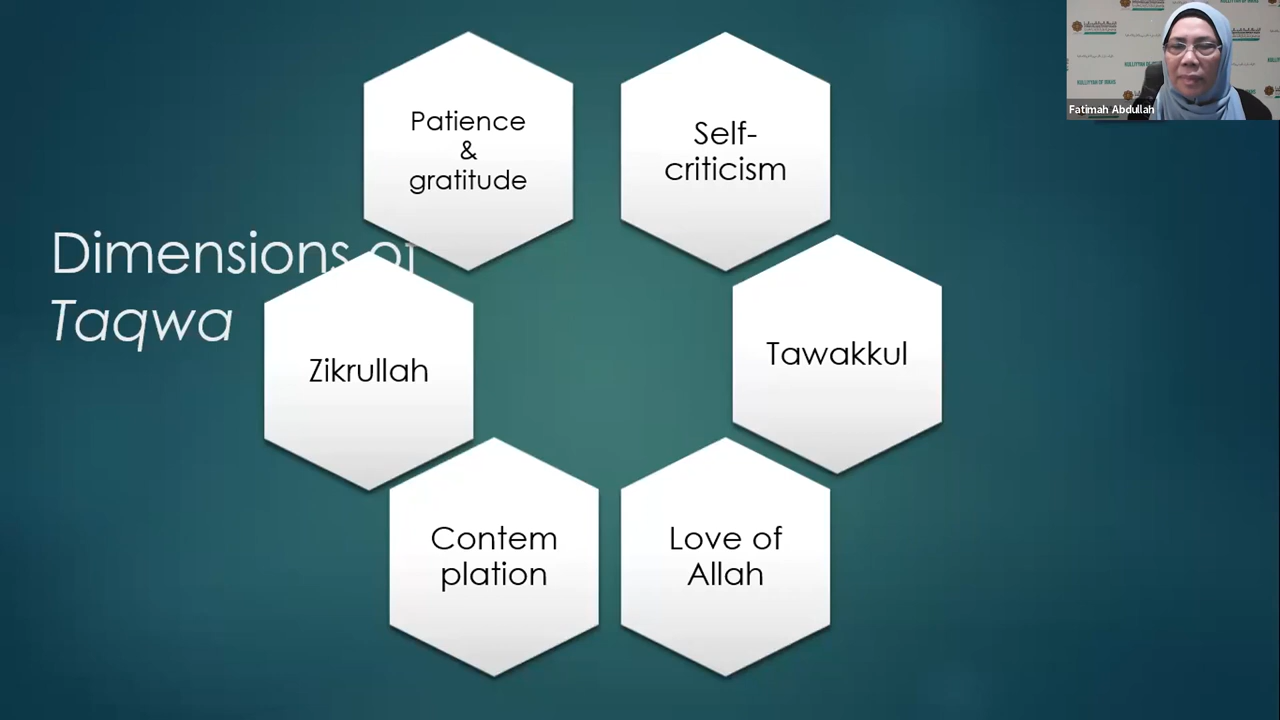 Dimensions of
Taqwa
Patience
&
gratitude
Self-
criticism
Zikrullah
Tawakkul
Contem
plation
Love of
Allah
Fatimah Abdullah